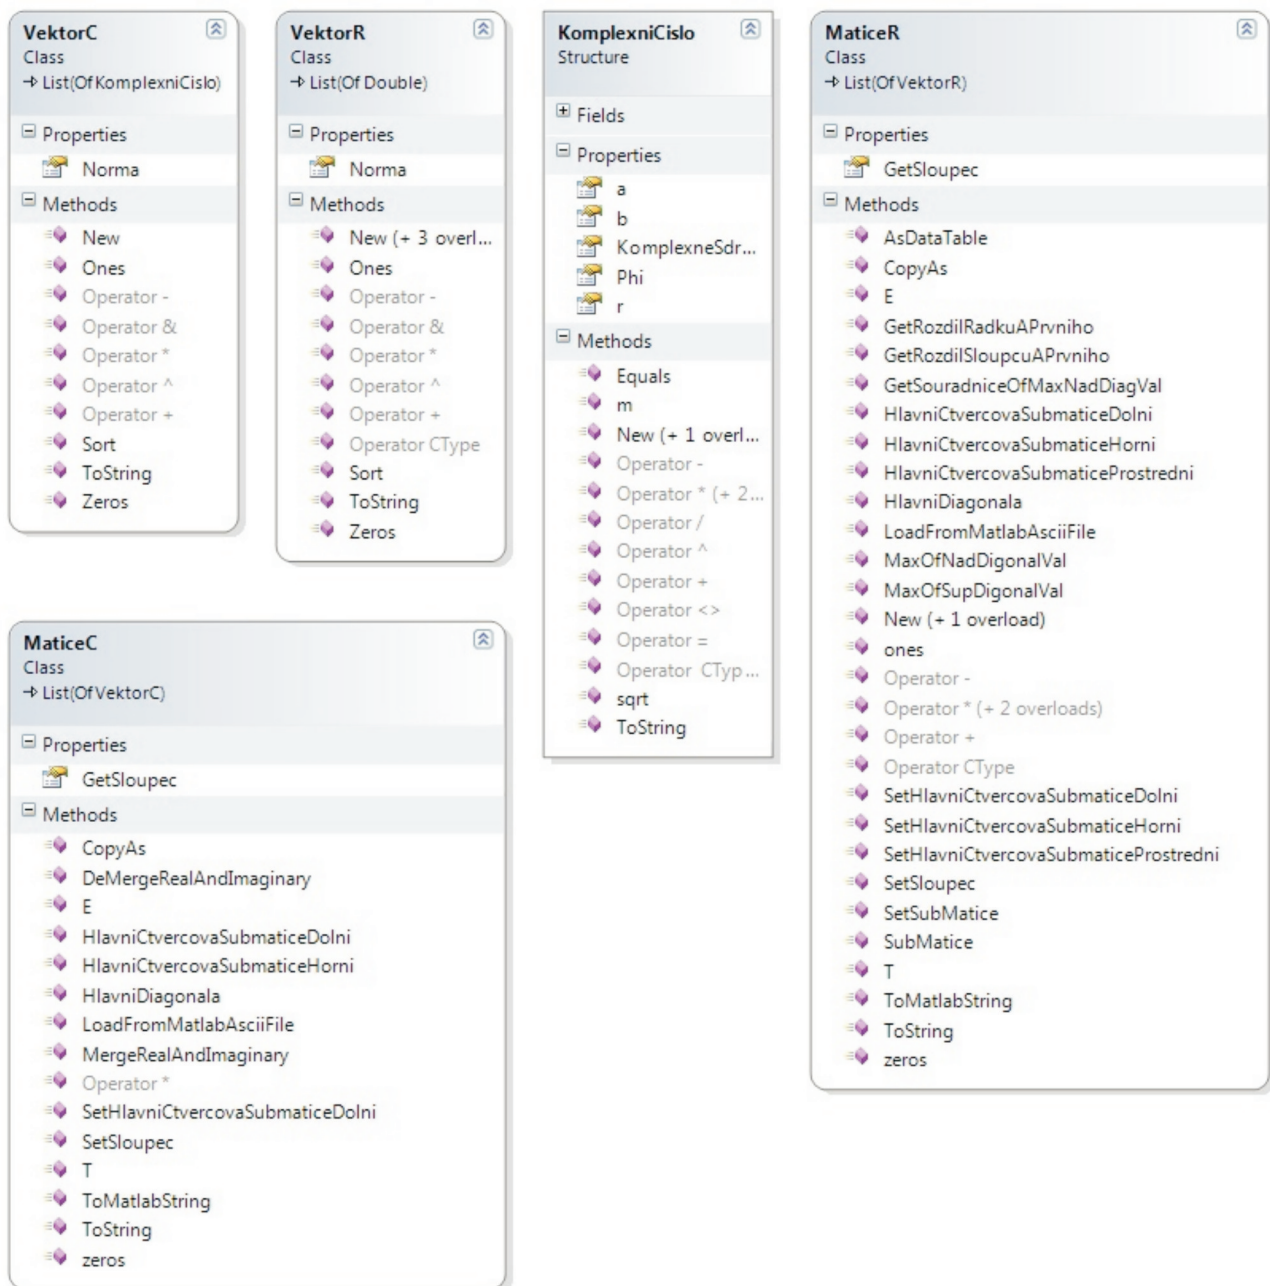 VektorC
Class
List(OfKomplexniCislo)
Properties
Norma
Methods
New
Ones
Operator -
Operator &
Operator *
Operator ^
Operator +
Sort
ToString
Zeros
VektorR
Class
List(Of Double)
Properties
Norma
Methods
New (+ 3 overl...
Ones
Operator -
Operator &
Operator *
Operator ^
Operator +
Operator CType
Sort
ToString
Zeros
KomplexniCislo
Structure
Fields
Properties
a
b
KomplexneSdr...
Phi
r
Methods
Equals
m
New (+ 1 overl...
Operator -
Operator * (+ 2...
Operator /
Operator ^
Operator +
Operator <>
Operator =
Operator CTyp...
sqrt
ToString
MaticeR
Class
List(OfVektorR)
Properties
GetSloupec
Methods
AsDataTable
CopyAs
E
GetRozdilRadkuAPrvniho
GetRozdilSloupcuAPrvniho
GetSouradniceOfMaxNadDiagVal
HlavniCtvercovaSubmaticeDolni
HlavniCtvercovaSubmaticeHorni
HlavniCtvercovaSubmaticeProstredni
HlavniDiagonala
LoadFromMatlabAsciiFile
MaxOfNadDigonalVal
MaxOfSupDigonalVal
New (+ 1 overload)
ones
Operator -
Operator * (+ 2 overloads)
Operator +
Operator CType
SetHlavniCtvercovaSubmaticeDolni
SetHlavniCtvercovaSubmaticeHorni
SetHlavniCtvercovaSubmaticeProstredni
SetSloupec
SetSubMatice
SubMatice
T
ToMatlabString
ToString
zeros
MaticeC
Class
List(OfVektorC)
Properties
GetSloupec
Methods
CopyAs
DeMergeRealAndImaginary
E
HlavniCtvercovaSubmaticeDolni
HlavniCtvercovaSubmaticeHorni
HlavniDiagonala
LoadFromMatlabAsciiFile
MergeRealAndImaginary
Operator *
SetHlavniCtvercovaSubmaticeDolni
SetSloupec
T
ToMatlabString
ToString
zeros